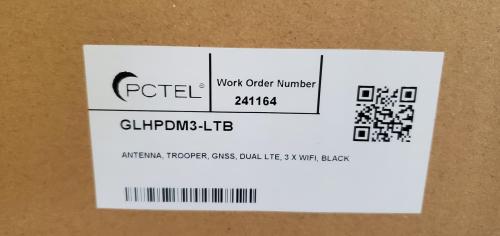 PCTEL®
Work Order Number
241164
GLHPDM3-LTB
ANTENNA, TROOPER, GNSS, DUAL LTE, 3 X WIFI, BLACK